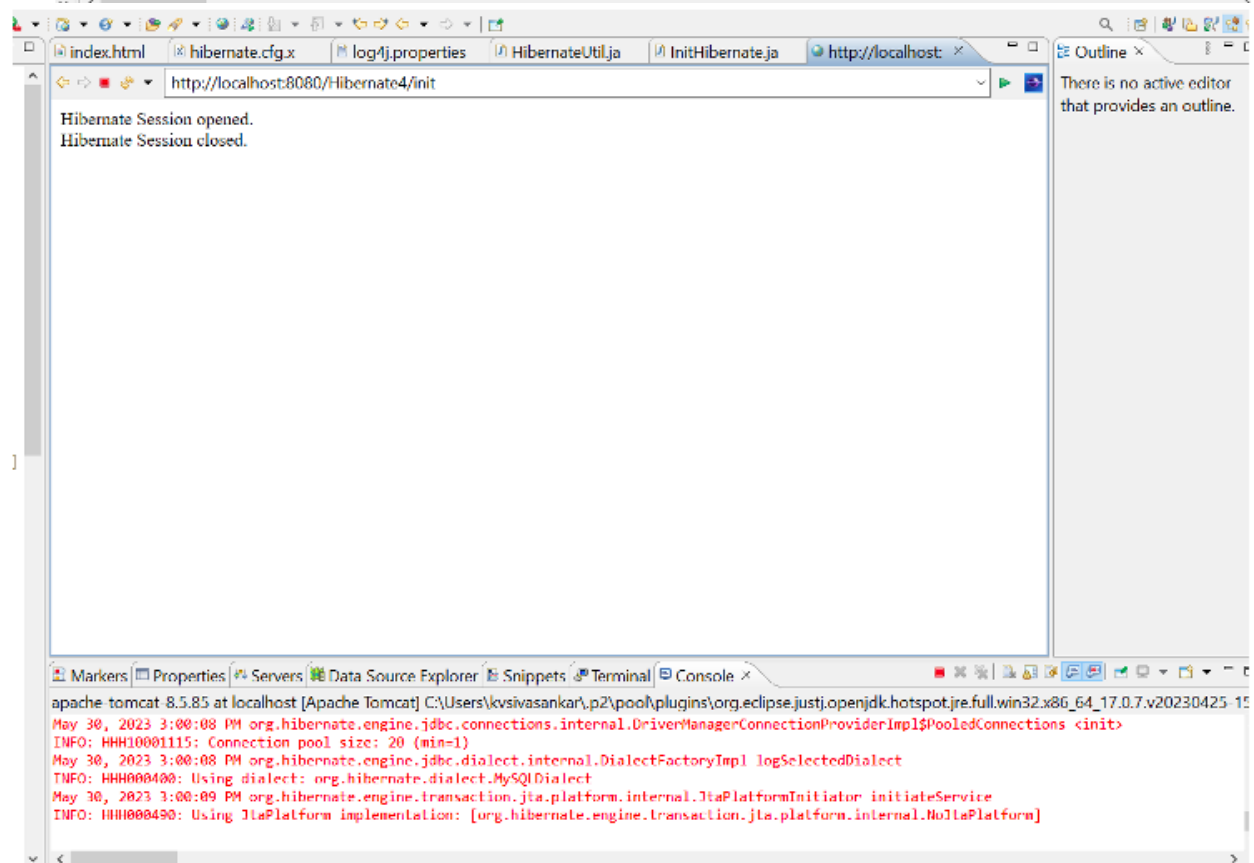 index.html hibernate.cfg.x log4j.properties HibernateUtil.ja InitHibernate.ja http://localhost:
Outline
http://localhost:8080/Hibernate4/init
There is no active editor
that provides an outline.
Hibernate Session opened.
Hibernate Session closed.
]
Markers Properties Servers Data Source Explorer Snippets Terminal Console
apache-tomcat-8.5.85 at localhost [Apache Tomcat] C:\Users\kvsivasankar\.p2\pool\plugins\org.eclipse.justj.openjdk.hotspot.jre.full.win32.x86_64_17.0.7.v20230425-15
May 30, 2023 3:00:08 PM org.hibernate.engine.jdbc.connections.internal.DriverManagerConnectionProviderImpl$PooledConnections <init>
INFO: HHH10001115: Connection pool size: 20 (min=1)
May 30, 2023 3:00:08 PM org.hibernate.engine.jdbc.dialect.internal.DialectFactoryImpl logSelectedDialect
INFO: HHH000400: Using dialect: org.hibernate.dialect.MySQLDialect
May 30, 2023 3:00:09 PM org.hibernate.engine.transaction.jta.platform.internal.JtaPlatformInitiator initiateService
INFO: HHH000490: Using JtaPlatform implementation: [org.hibernate.engine.transaction.jta.platform.internal.NoJtaPlatform]